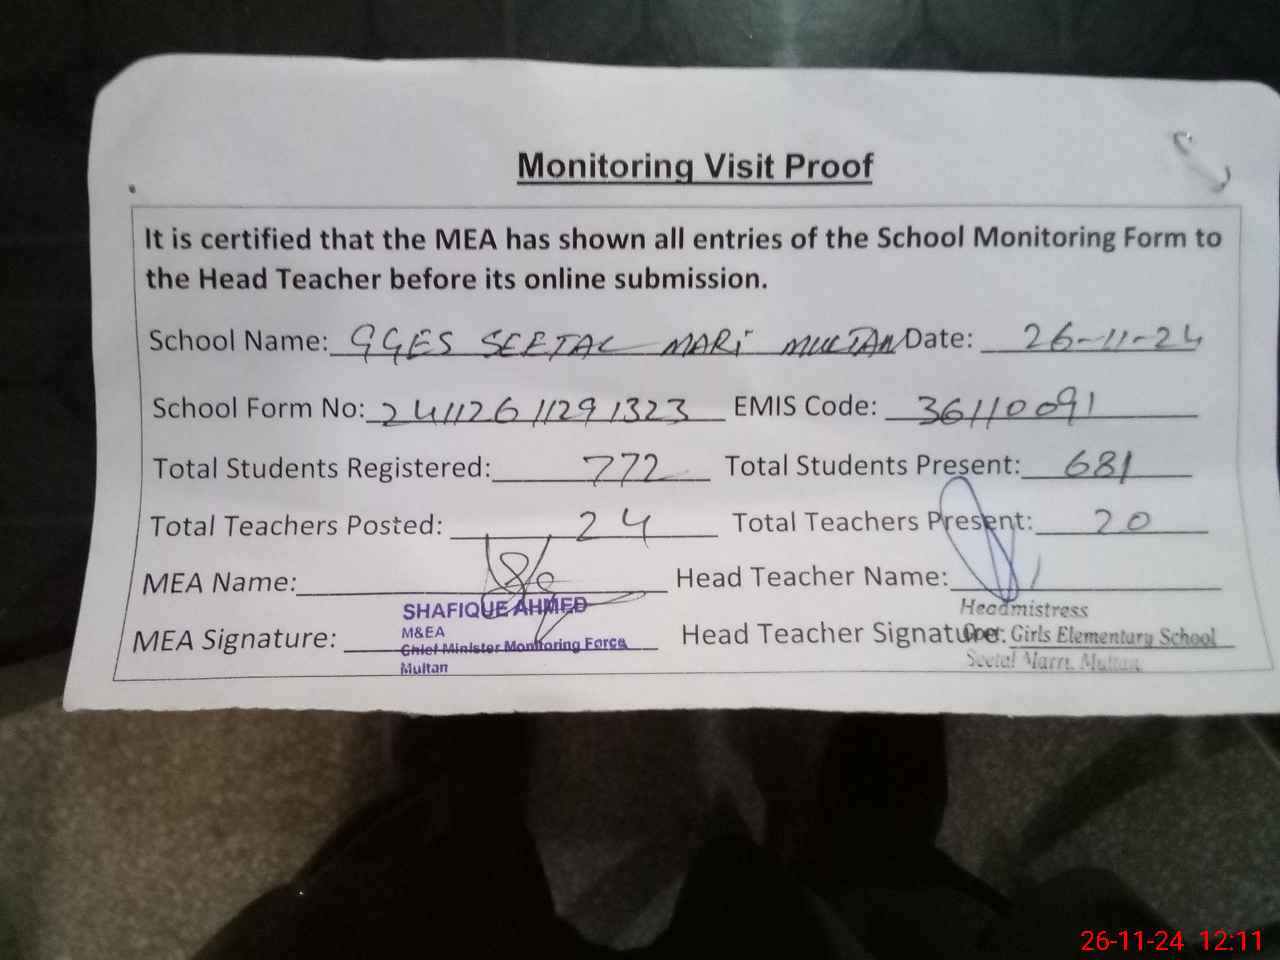 Monitoring Visit Proof
It is certified that the MEA has shown all entries of the School Monitoring Form to
the Head Teacher before its online submission.
School Name: GGES SEETAL MARI MULTAN Date: 26-11-24
School Form No: 24112611291323 EMIS Code: 36110091
Total Students Registered: 772 Total Students Present: 681
Total Teachers Posted: 24 Total Teachers Present: 20
MEA Name: Head Teacher Name:
SHAFIQUE AHMED Headmistress
MEA Signature: M&EA Head Teacher Signature: Girls Elementary School
Chief Minister Monitoring Force
Multan Seetal Marri, Multan
26-11-24 12:11